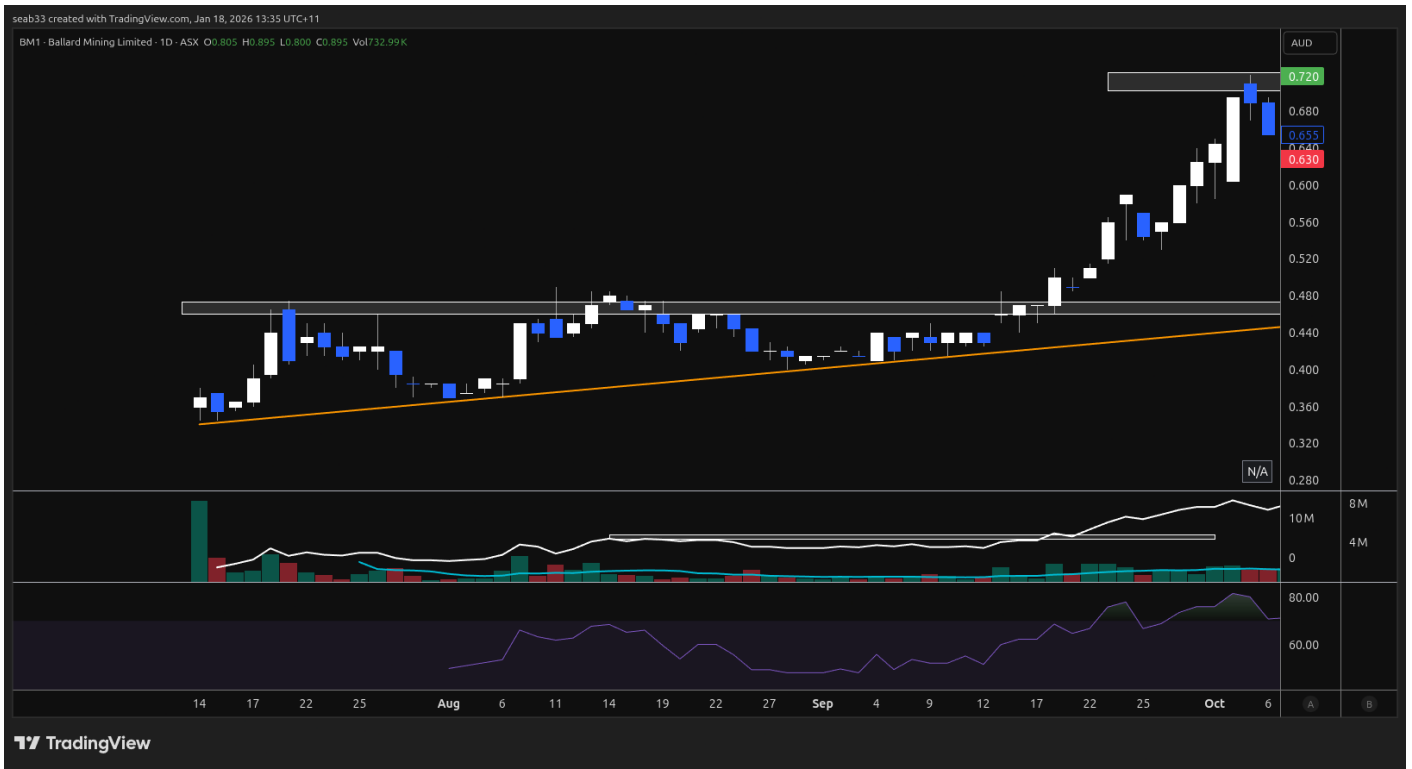 seab33 created with TradingView.com, Jan 18, 2026 13:35 UTC+11
BM1 · Ballard Mining Limited · 1D · ASX O0.805 H0.895 L0.800 C0.895 Vol732.99K
AUD
0.720
0.680
0.655
0.640
0.630
0.600
0.560
0.520
0.480
0.440
0.400
0.360
0.320
N/A
0.280
8 M
10 M
4 M
0
80.00
60.00
14 17 22 25 Aug 6 11 14 19 22 27 Sep 4 9 12 17 22 25 Oct 6 A B
TradingView